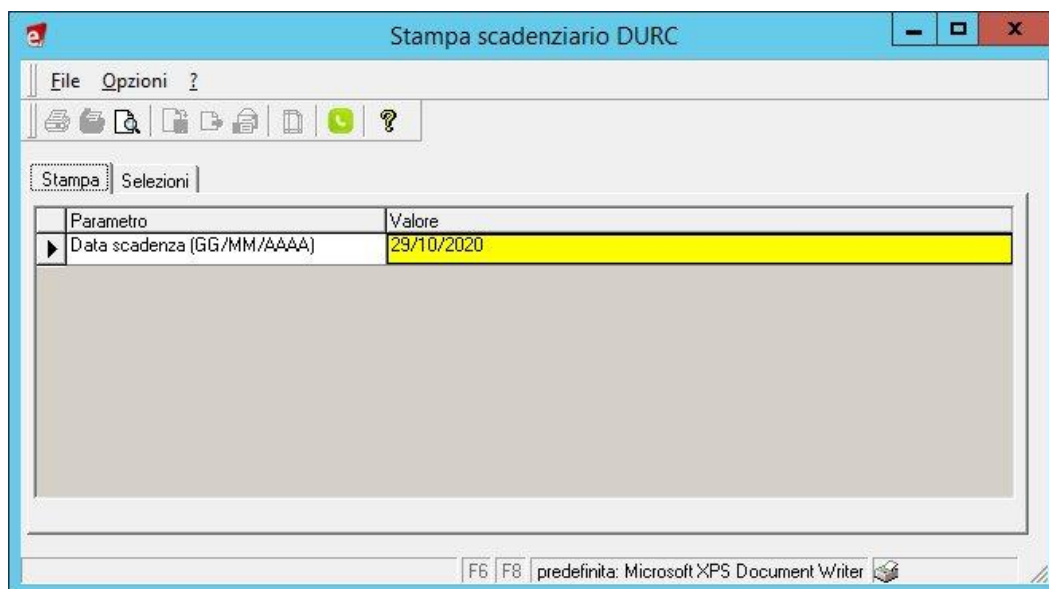 Stampa scadenziario DURC
File Opzioni ?
Stampa Selezioni
Parametro Valore
Data scadenza (GG/MM/AAAA) 29/10/2020
F6 F8 predefinita: Microsoft XPS Document Writer